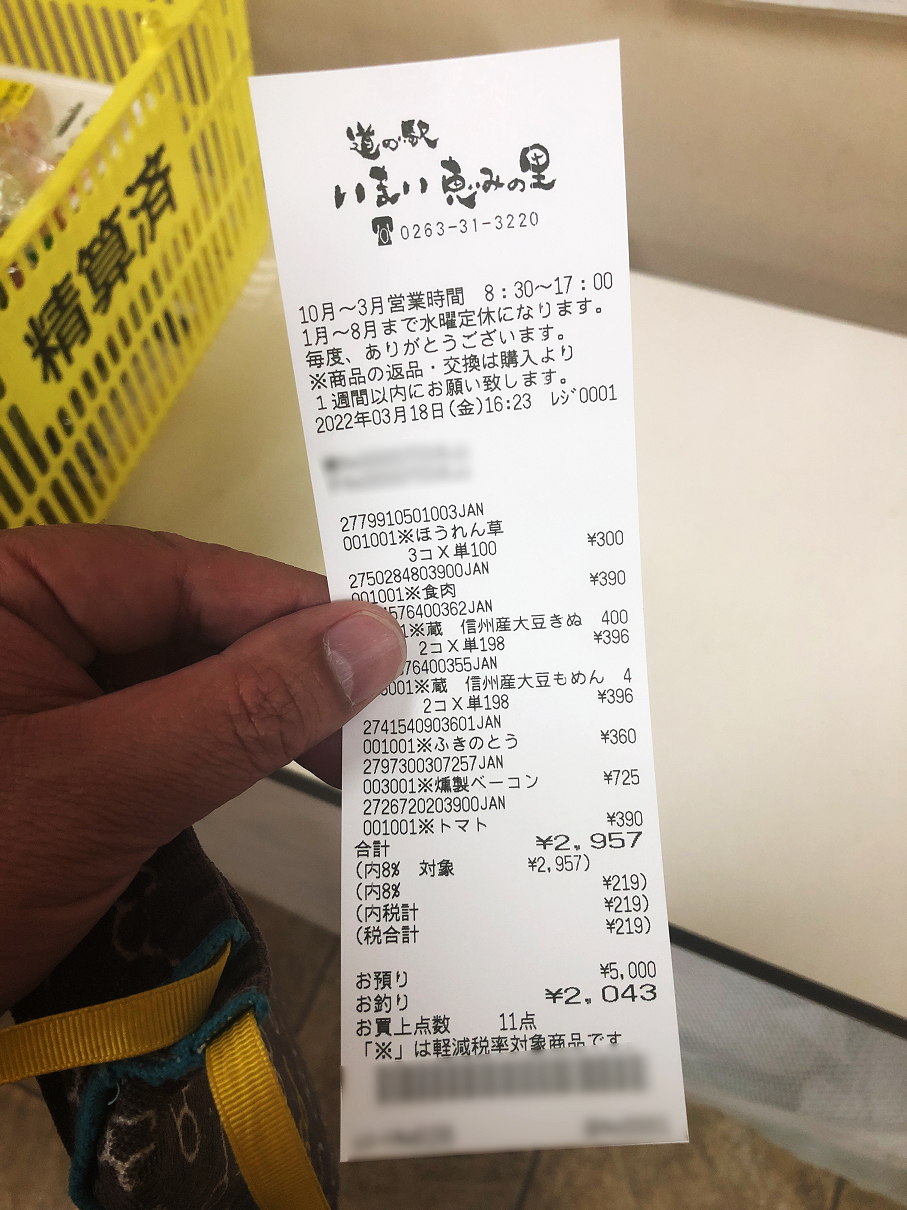 精算済
道の駅
いまい恵みの里
☎0263-31-3220
10月～3月営業時間 8：30～17：00
1月～8月まで水曜定休になります。
毎度、ありがとうございます。
※商品の返品・交換は購入より
１週間以内にお願い致します。
2022年03月18日(金)16:23 ﾚｼﾞ0001
2779910501003JAN
001001※ほうれん草
3コX単100 ¥300
2750284803900JAN
001001※食肉 ¥390
576400362JAN
1※蔵 信州産大豆きぬ 400
2コX単198 ¥396
76400355JAN
001※蔵 信州産大豆もめん 4
2コX単198 ¥396
2741540903601JAN
001001※ふきのとう ¥360
2797300307257JAN
003001※燻製ベーコン ¥725
2726720203900JAN
001001※トマト ¥390
合計 ¥2,957
(内8% 対象 ¥2,957)
(内8% ¥219)
(内税計 ¥219)
(税合計 ¥219)
お預り ¥5,000
お釣り ¥2,043
お買上点数 11点
「※」は軽減税率対象商品です